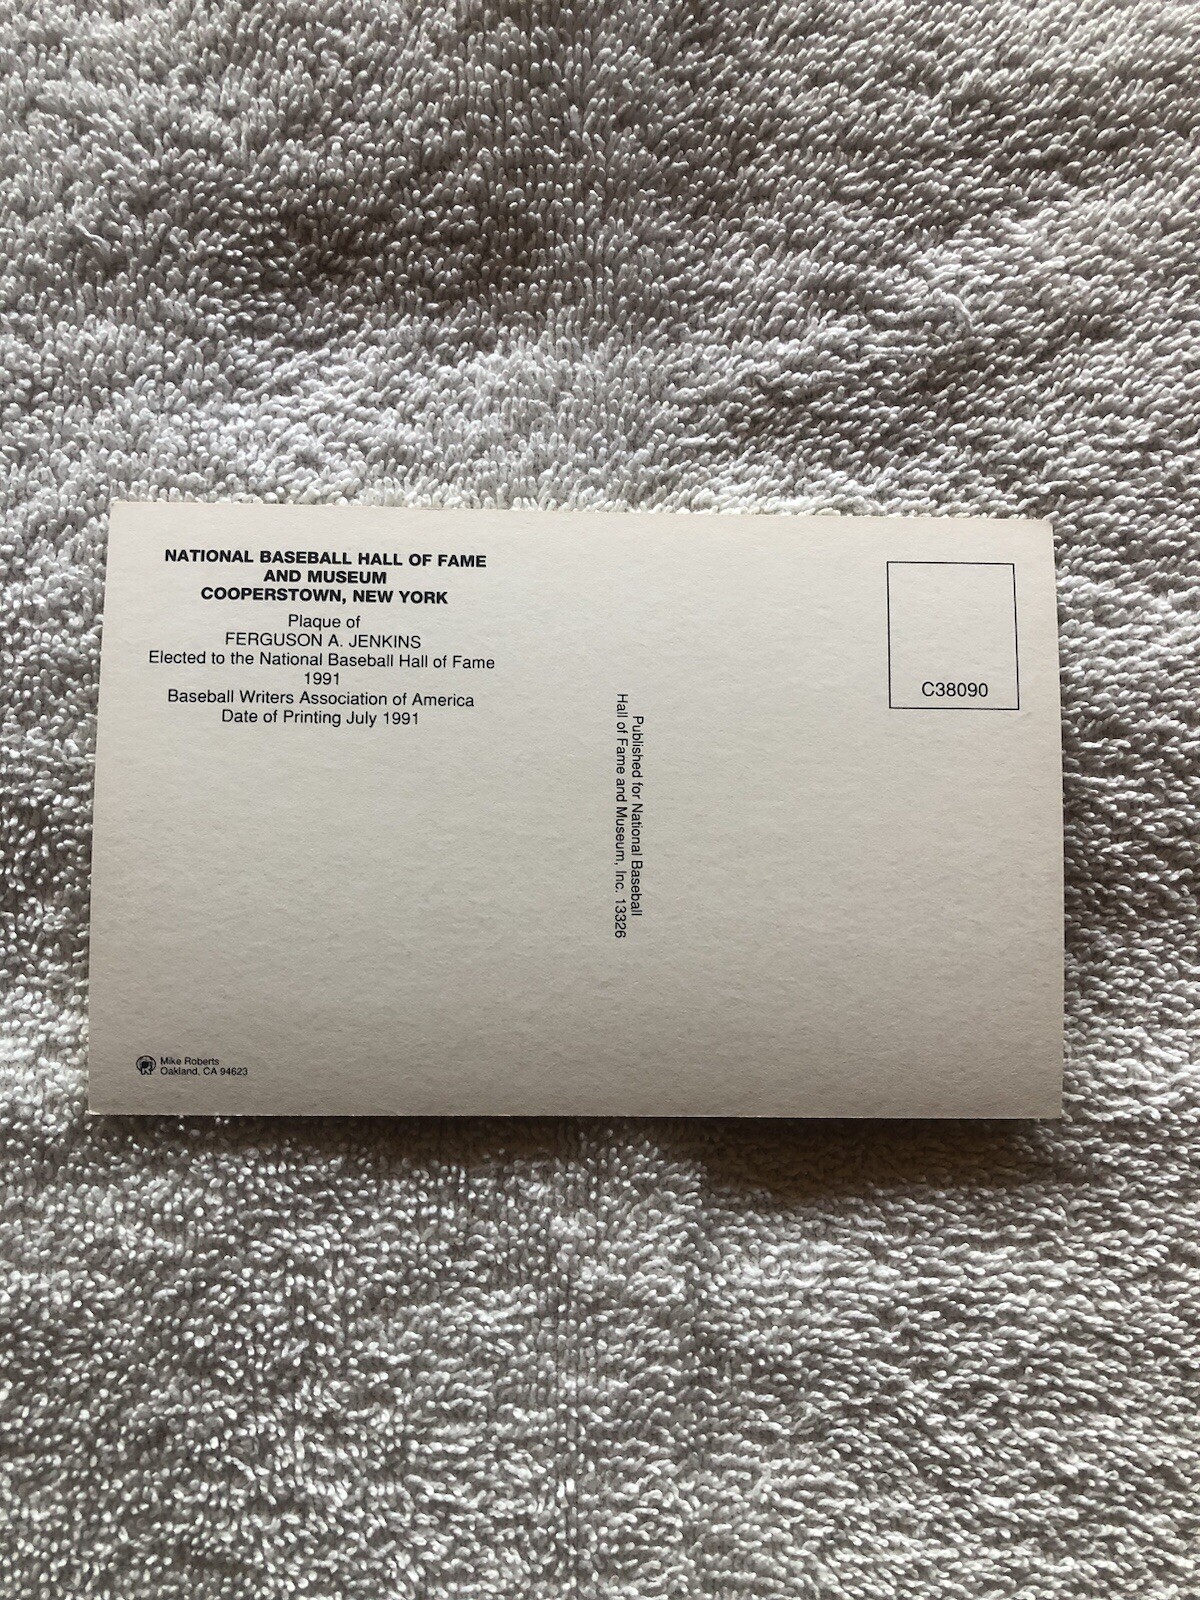 NATIONAL BASEBALL HALL OF FAME
AND MUSEUM
COOPERSTOWN, NEW YORK
Plaque of
FERGUSON A. JENKINS
Elected to the National Baseball Hall of Fame
1991
Baseball Writers Association of America
Date of Printing July 1991
Published for National Baseball
Hall of Fame and Museum, Inc. 13326
C38090
Mike Roberts
Oakland, CA 94623